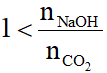 1 < n_NaOH / n_CO₂